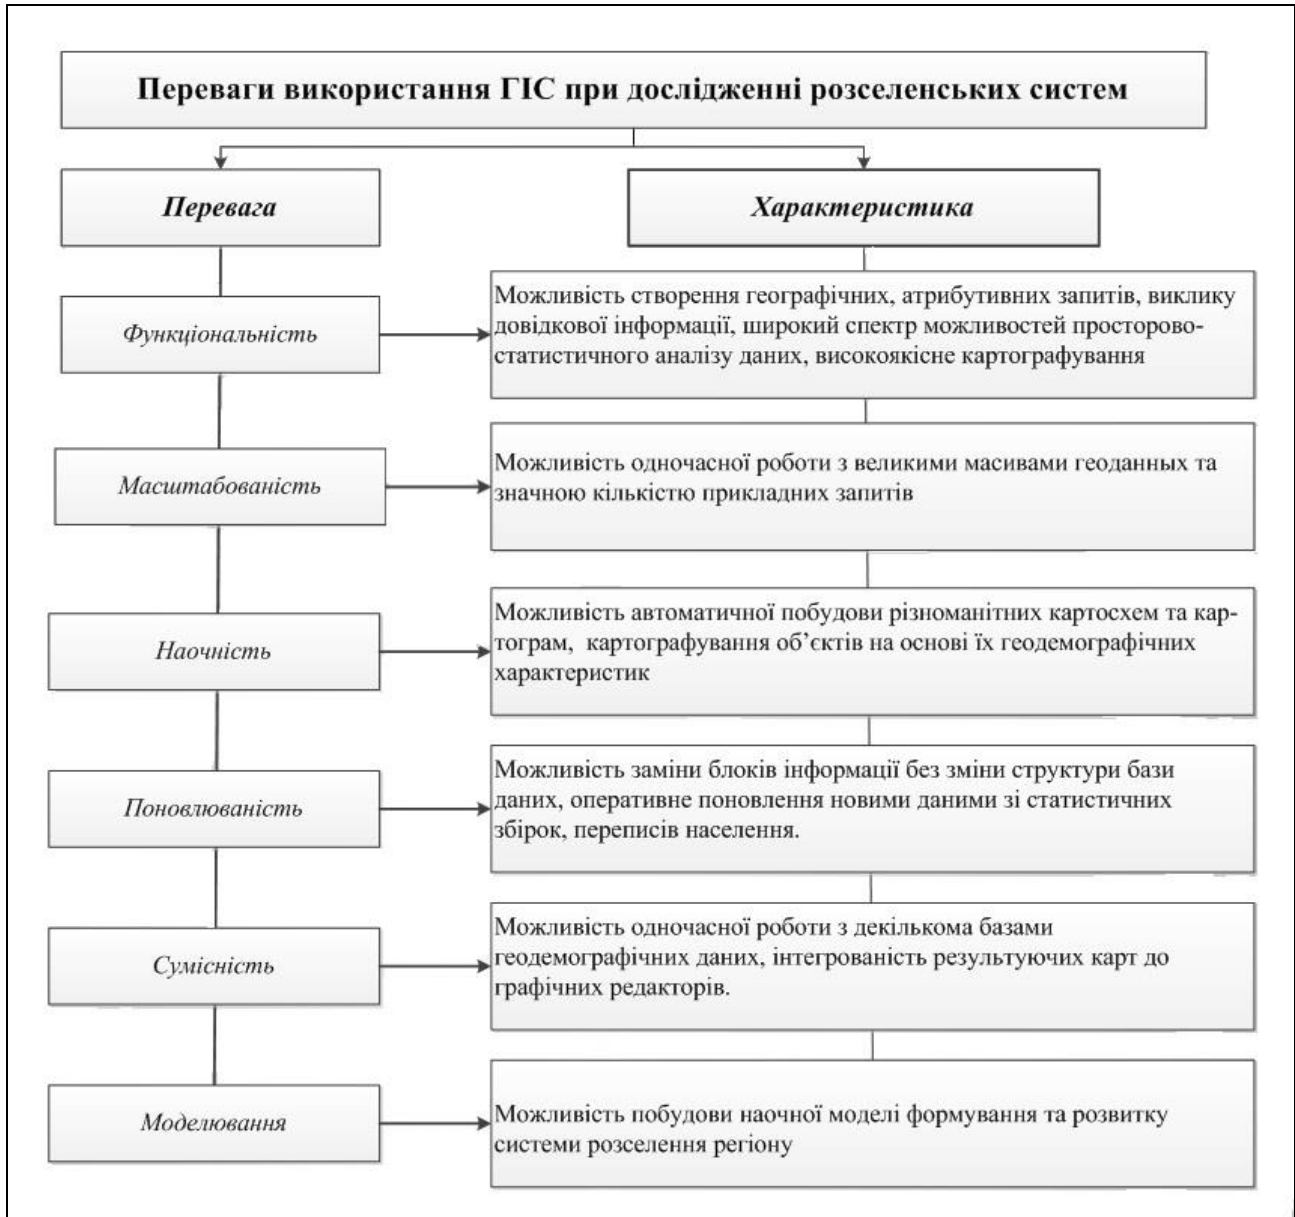 Переваги використання ГІС при дослідженні розселенських систем
Перевага
Характеристика
Функціональність
Можливість створення географічних, атрибутивних запитів, виклику
довідкової інформації, широкий спектр можливостей просторово-
статистичного аналізу даних, високоякісне картографування
Масштабованість
Можливість одночасної роботи з великими масивами геоданных та
значною кількістю прикладних запитів
Наочність
Можливість автоматичної побудови різноманітних картосхем та кар-
тограм, картографування об’єктів на основі їх геодемографічних
характеристик
Поновлюваність
Можливість заміни блоків інформації без зміни структури бази
даних, оперативне поновлення новими даними зі статистичних
збірок, переписів населення.
Сумісність
Можливість одночасної роботи з декількома базами
геодемографічних даних, інтегрованість результуючих карт до
графічних редакторів.
Моделювання
Можливість побудови наочної моделі формування та розвитку
системи розселення регіону